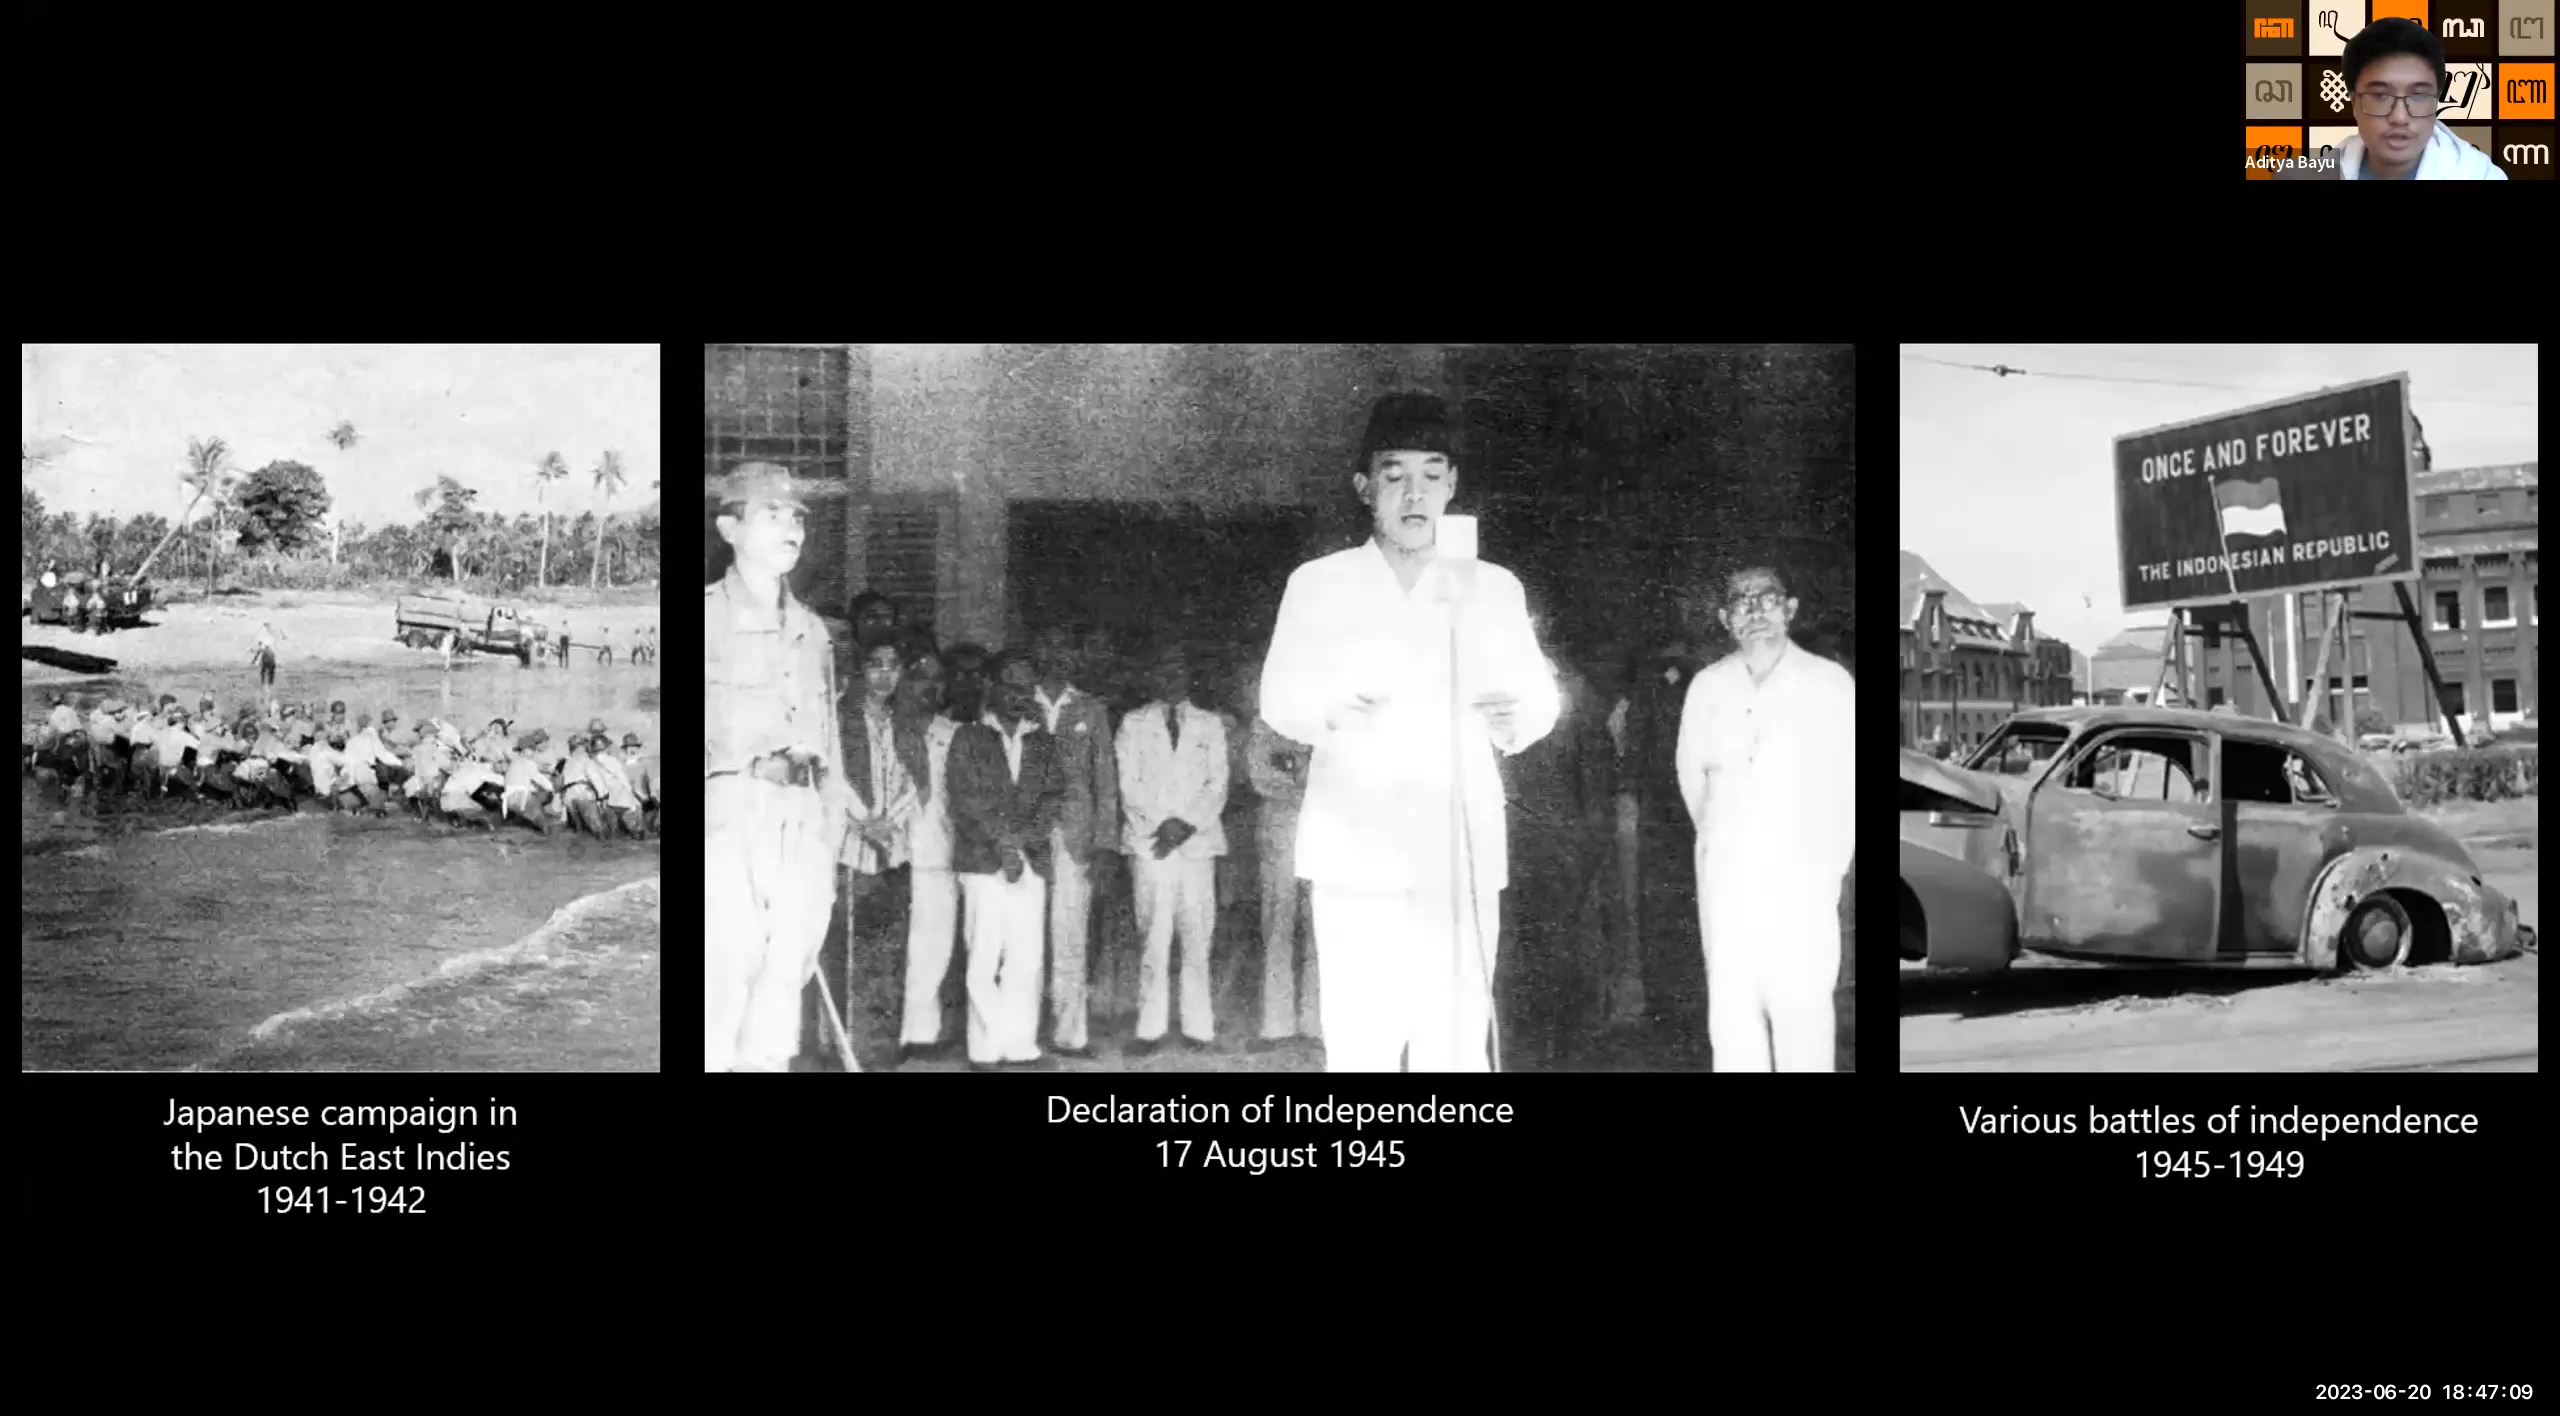 Aditya Bayu
ONCE AND FOREVER
THE INDONESIAN REPUBLIC
Japanese campaign in
the Dutch East Indies
1941-1942
Declaration of Independence
17 August 1945
Various battles of independence
1945-1949
2023-06-20 18:47:09